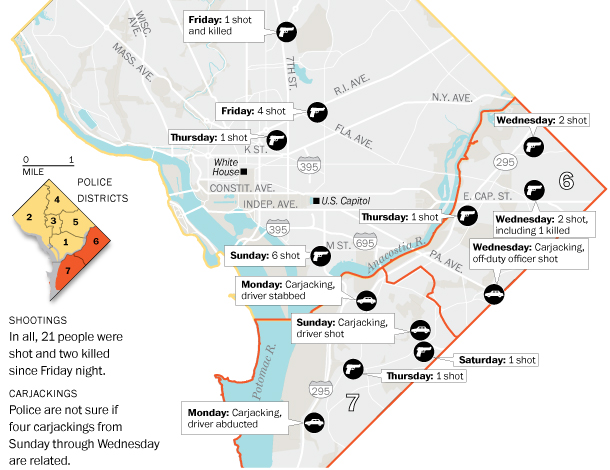 Friday: 1 shot
and killed
WISC.
AVE.
MASS. AVE.
7TH ST.
R.I. AVE.
N.Y. AVE.
Friday: 4 shot
Wednesday: 2 shot
Thursday: 1 shot
FLA. AVE.
K ST.
395
295
6
0 1
MILE
White
House
POLICE
DISTRICTS
CONSTIT. AVE.
U.S. Capitol
E. CAP. ST.
INDEP. AVE.
4
2
3
5
1
6
7
Thursday: 1 shot
Wednesday: 2 shot,
including 1 killed
395
M ST.
695
Anacostia R.
Wednesday: Carjacking,
off-duty officer shot
Sunday: 6 shot
PA. AVE.
Monday: Carjacking,
driver stabbed
SHOOTINGS
In all, 21 people were
shot and two killed
since Friday night.
Sunday: Carjacking,
driver shot
Saturday: 1 shot
Potomac R.
Thursday: 1 shot
295
7
CARJACKINGS
Police are not sure if
four carjackings from
Sunday through Wednesday
are related.
Monday: Carjacking,
driver abducted